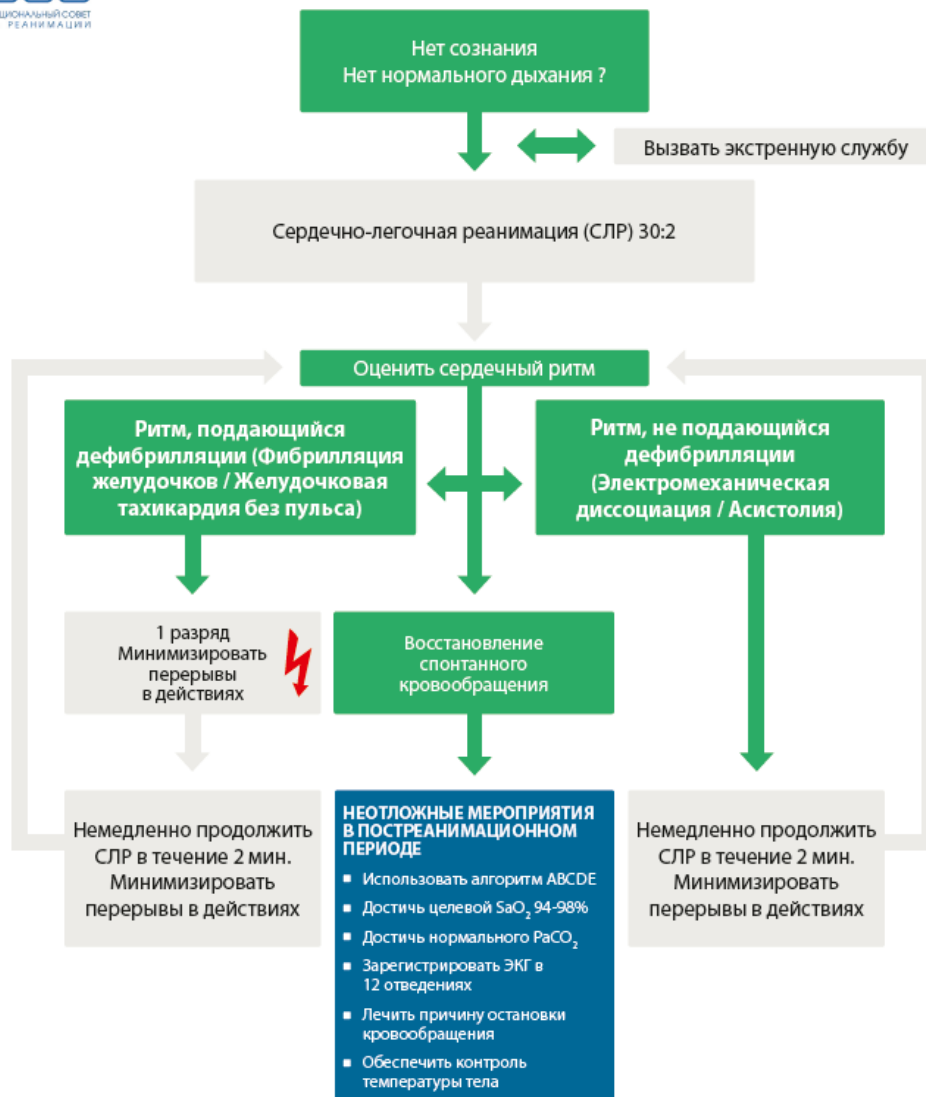 РЕАНИМАЦИИ
Нет сознания
Нет нормального дыхания ?
Вызвать экстренную службу
Сердечно-легочная реанимация (СЛР) 30:2
Оценить сердечный ритм
Ритм, поддающийся
дефибрилляции (Фибрилляция
желудочков / Желудочковая
тахикардия без пульса)
Ритм, не поддающийся
дефибрилляции
(Электромеханическая
диссоциация / Асистолия)
1 разряд
Минимизировать
перерывы
в действиях
Восстановление
спонтанного
кровообращения
Немедленно продолжить
СЛР в течение 2 мин.
Минимизировать
перерывы в действиях
НЕОТЛОЖНЫЕ МЕРОПРИЯТИЯ
В ПОСТРЕАНИМАЦИОННОМ
ПЕРИОДЕ
▪ Использовать алгоритм ABCDE
▪ Достичь целевой SaO₂ 94-98%
▪ Достичь нормального PaCO₂
▪ Зарегистрировать ЭКГ в
12 отведениях
▪ Лечить причину остановки
кровообращения
▪ Обеспечить контроль
температуры тела
Немедленно продолжить
СЛР в течение 2 мин.
Минимизировать
перерывы в действиях